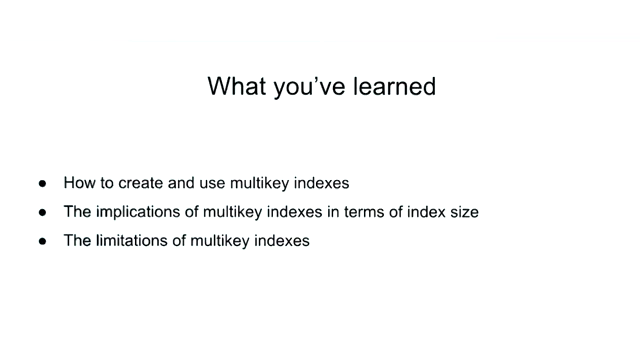 What you’ve learned
● How to create and use multikey indexes
● The implications of multikey indexes in terms of index size
● The limitations of multikey indexes